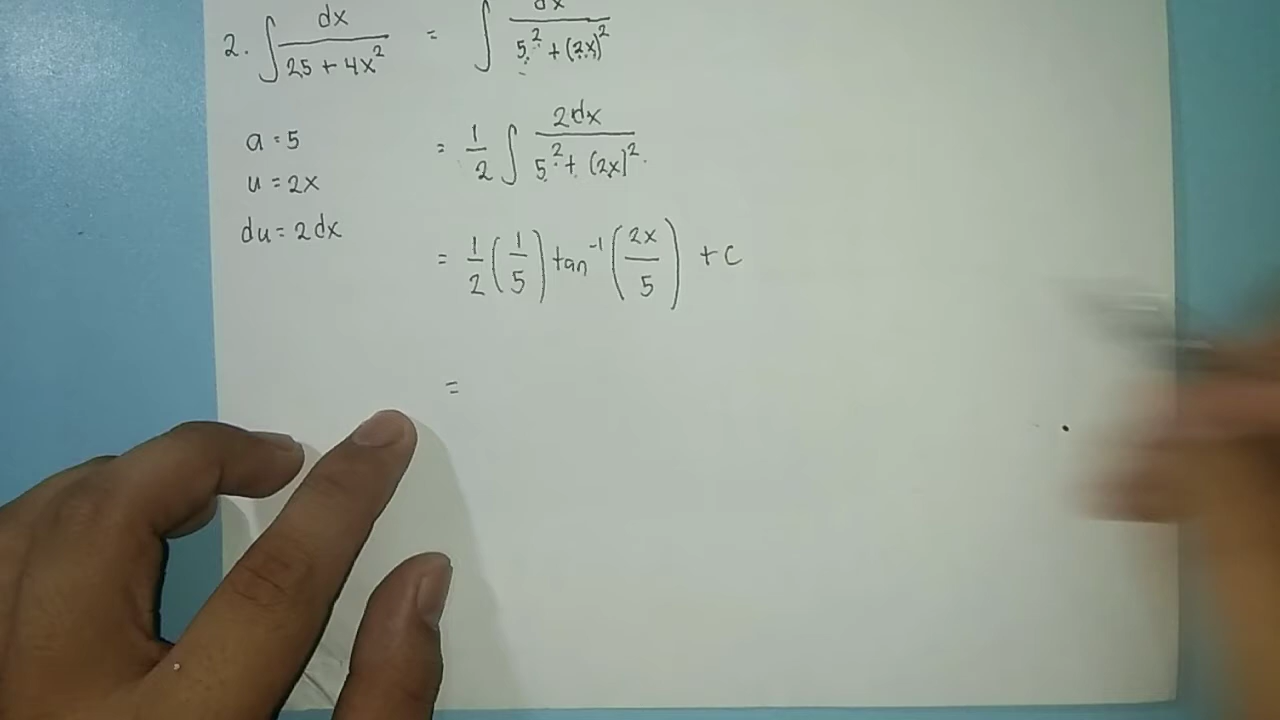 2. ∫ dx / (25 + 4x²) = ∫ dx / (5² + (2x)²)
a = 5
= 1/2 ∫ 2dx / (5² + (2x)²)
u = 2x
du = 2dx
= 1/2 (1/5) tan⁻¹ (2x/5) + C
=